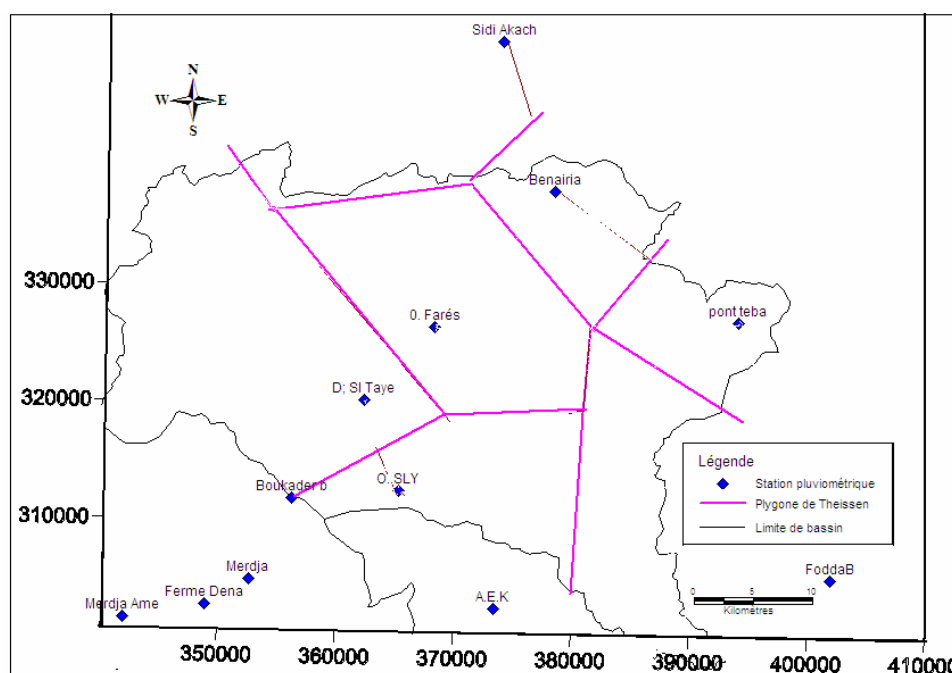 Sidi Akach
N
W E
S
Benairia
330000
0. Farés
pont teba
D; SI Taye
320000
Légende
Station pluviométrique
Plygone de Theissen
Limite de bassin
O. SLY
Boukader b
310000
Merdja
FoddaB
Ferme Dena
0 5 10
Kilométres
Merdja Ame
A.E.K
350000 360000 370000 380000 390000 400000 410000